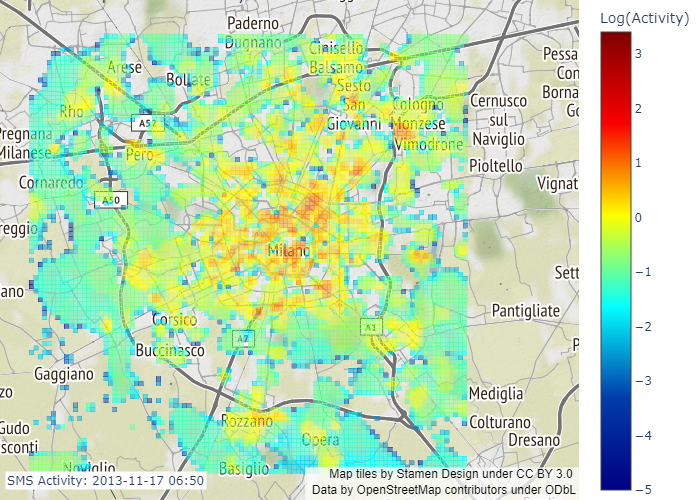 Log(Activity)
Paderno
Dugnano
Cinisello
Balsamo
Pessa
Arese
Bollate
Sesto
San
Giovanni
Cologno
Monzese
Vimodrone
Cernusco
sul
Naviglio
Rho
A52
Pero
Pregnana
Milanese
Pioltello
Cornaredo
A50
Vignat
reggio
Milano
Sett
ano
Pantigliate
Corsico
A7
A1
Buccinasco
Gaggiano
Mediglia
Rozzano
Colturano
Dresano
Gudo
sconti
Opera
Noviglio
Basiglio
3
2
1
0
−1
−2
−3
−4
−5
SMS Activity: 2013-11-17 06:50
Map tiles by Stamen Design under CC BY 3.0
Data by OpenStreetMap contributors under ODbL